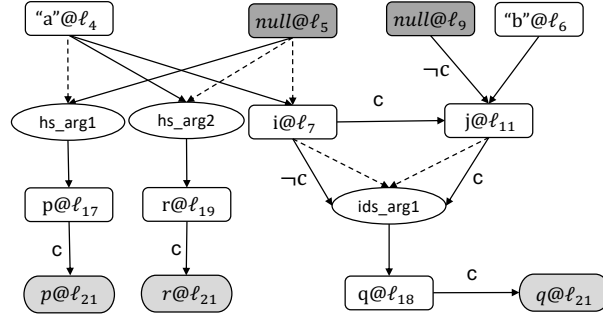 “a”@ℓ₄
null@ℓ₅
null@ℓ₉
“b”@ℓ₆
¬c
hs_arg1
hs_arg2
i@ℓ₇
c
j@ℓ₁₁
¬c
c
p@ℓ₁₇
r@ℓ₁₉
ids_arg1
c
c
c
p@ℓ₂₁
r@ℓ₂₁
q@ℓ₁₈
q@ℓ₂₁